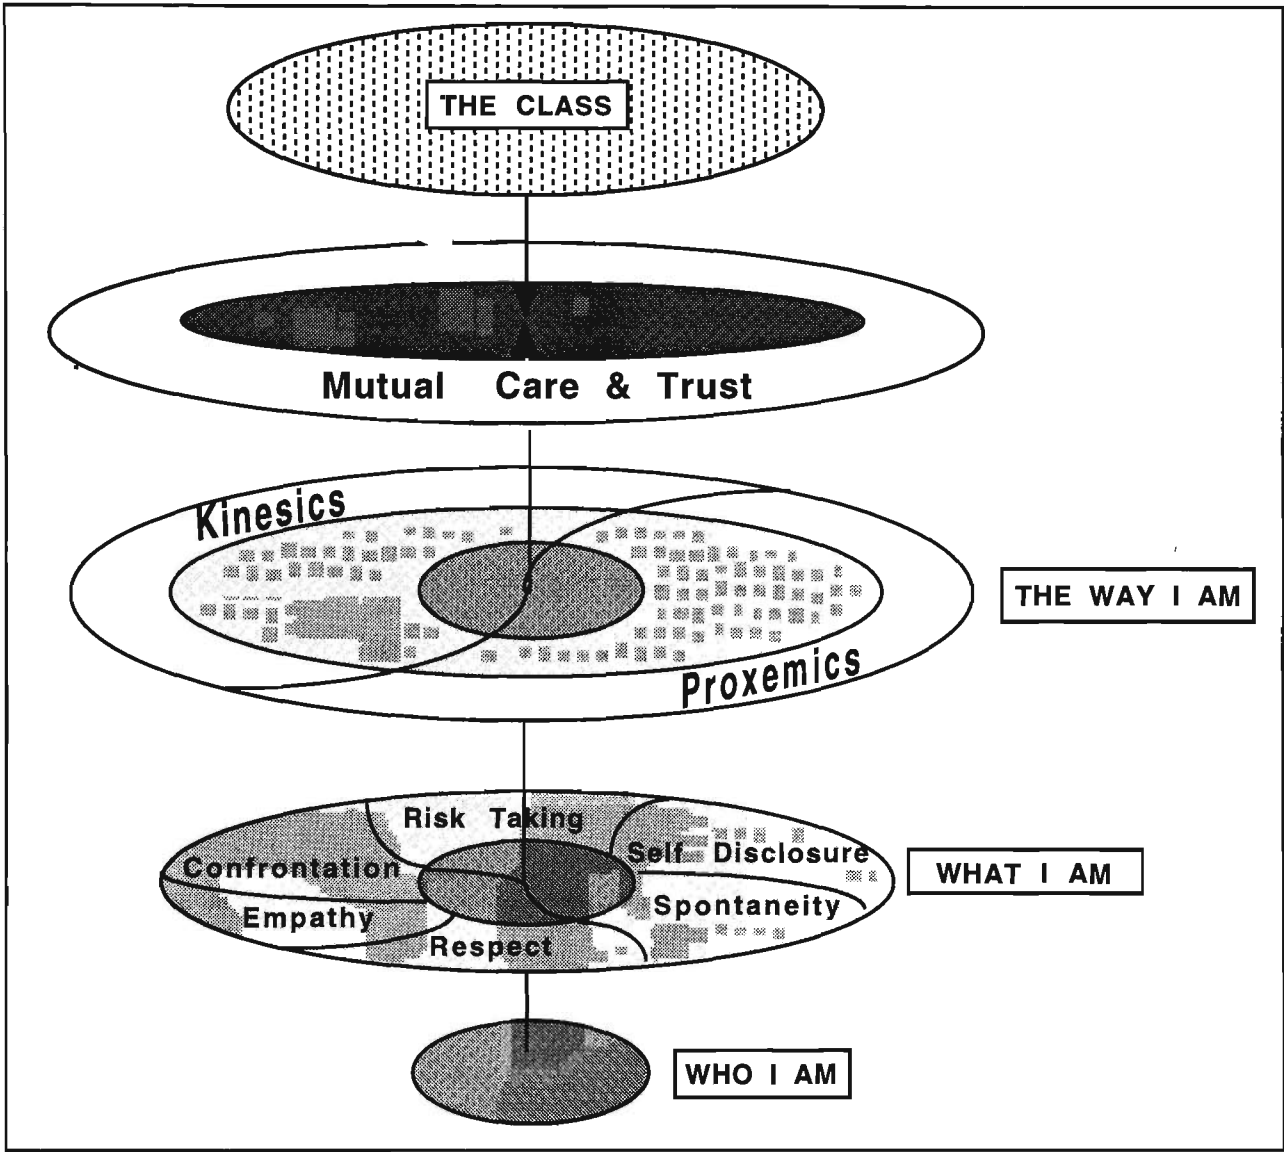 THE CLASS
Mutual Care & Trust
Kinesics
THE WAY I AM
Proxemics
Risk Taking
Self Disclosure
Confrontation
WHAT I AM
Spontaneity
Empathy
Respect
WHO I AM